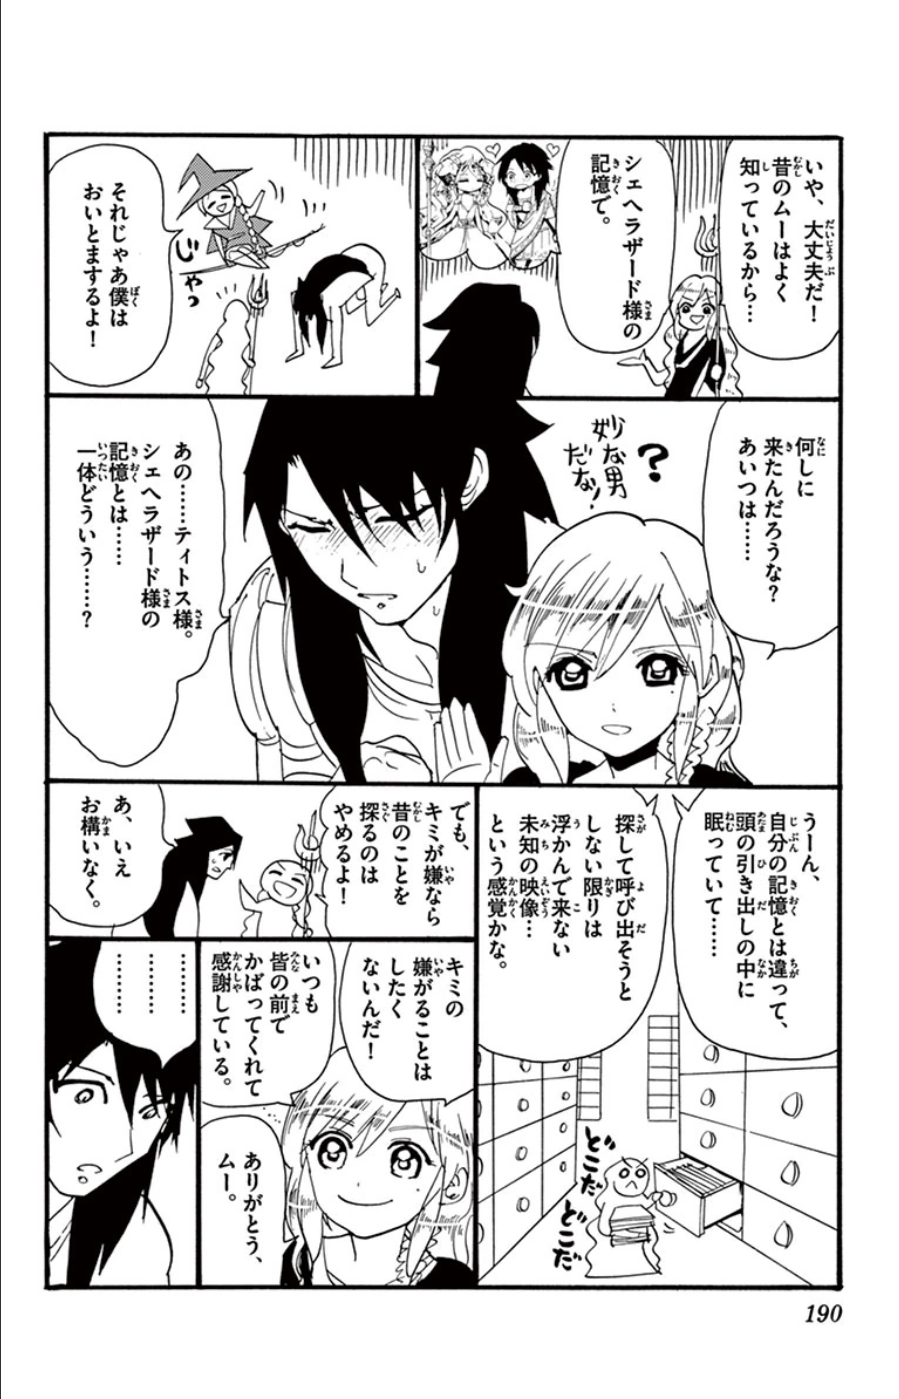 いや、大丈夫だ！
昔のムーはよく
知っているから…
シェヘラザード様の
記憶で。
じゃっ
それじゃあ僕は
おいとまするよ！
何しに
来たんだろうな？
あいつは……
？
妙な男
だな！
あの……ティトス様。
シェヘラザード様の
記憶とは……
一体どういう……？
うーん、
自分の記憶とは違って、
頭の引き出しの中に
眠っていて……
探して呼び出そうと
しない限りは
浮かんで来ない
未知の映像…
という感覚かな。
どこだ
どこだ
でも、
キミが嫌なら
昔のことを
探るのは
やめるよ！
あ、いえ
お構いなく。
キミの
嫌がることは
したく
ないんだ！
いつも
皆の前で
かばってくれて
感謝している。
ありがとう、
ムー。
………
………
………
190